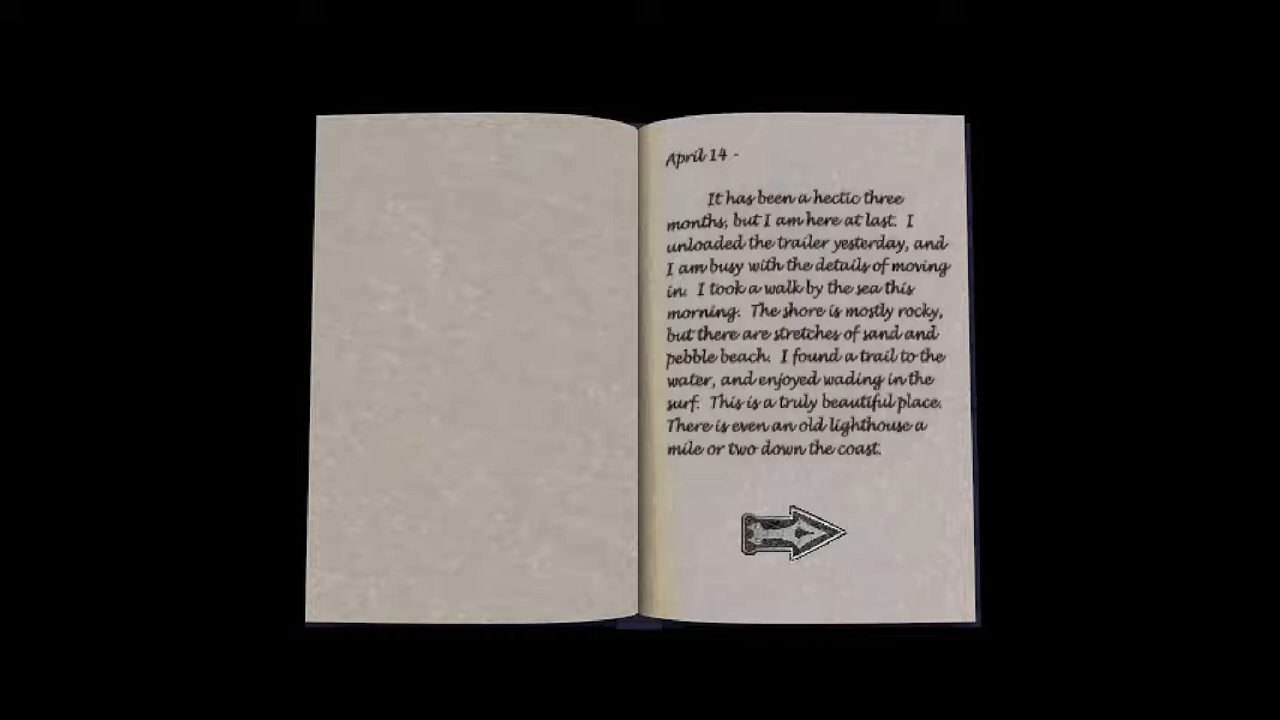 April 14 -
It has been a hectic three
months, but I am here at last. I
unloaded the trailer yesterday, and
I am busy with the details of moving
in. I took a walk by the sea this
morning. The shore is mostly rocky,
but there are stretches of sand and
pebble beach. I found a trail to the
water, and enjoyed wading in the
surf. This is a truly beautiful place.
There is even an old lighthouse a
mile or two down the coast.